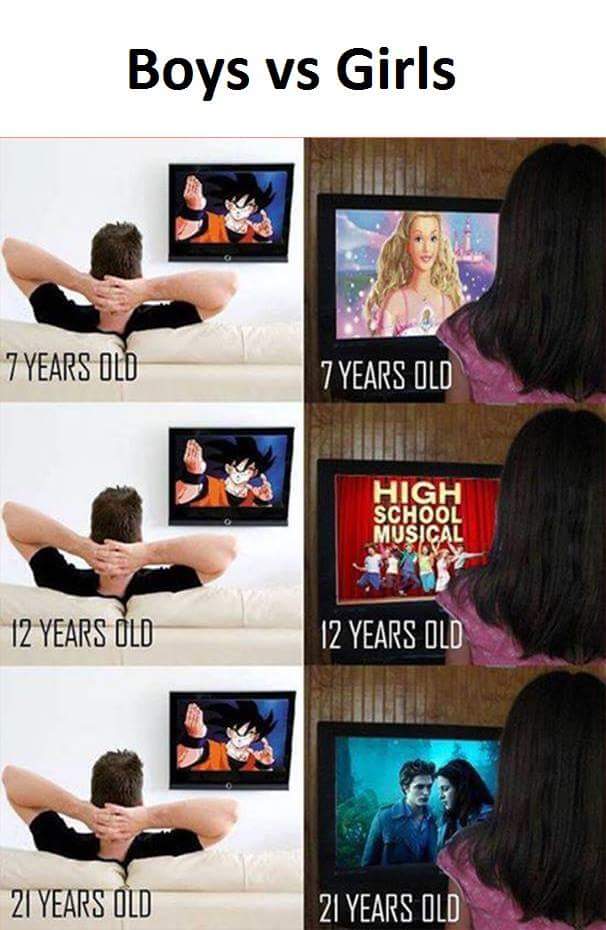 Boys vs Girls
7 YEARS OLD
7 YEARS OLD
HIGH
SCHOOL
MUSICAL
12 YEARS OLD
12 YEARS OLD
21 YEARS OLD
21 YEARS OLD